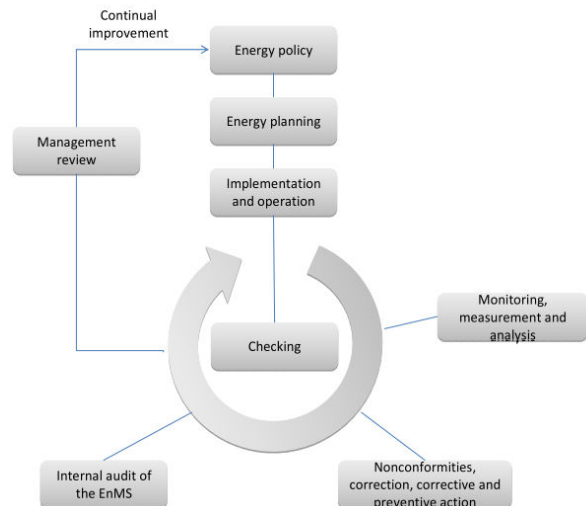 Continual
improvement
Energy policy
Energy planning
Management
review
Implementation
and operation
Monitoring,
measurement and
analysis
Checking
Internal audit of
the EnMS
Nonconformities,
correction, corrective and
preventive action